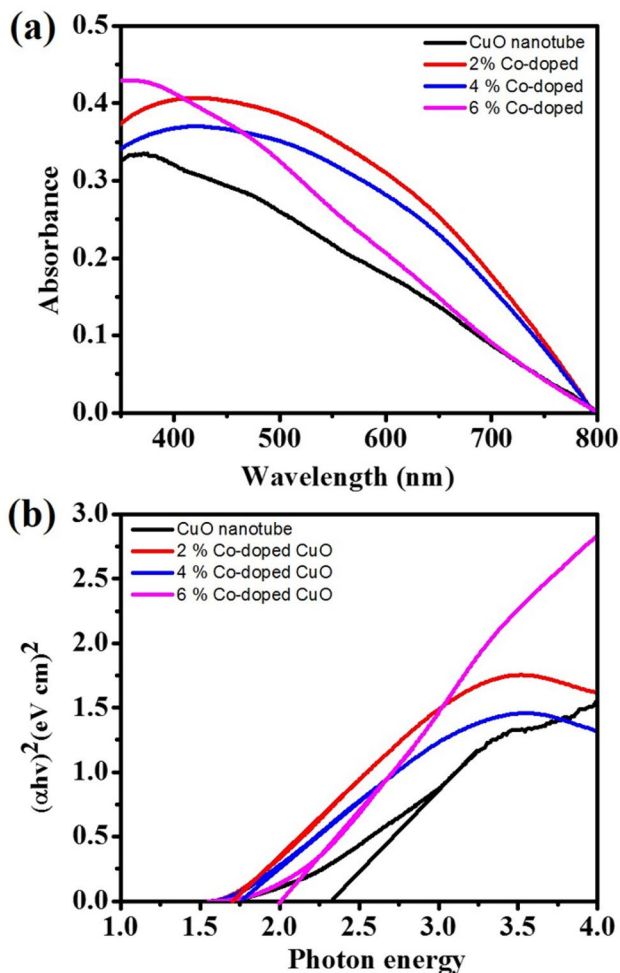 (a)
0.5
0.4
0.3
0.2
0.1
0.0
Absorbance
CuO nanotube
2% Co-doped
4 % Co-doped
6 % Co-doped
400 500 600 700 800
Wavelength (nm)
(b)
3.0
2.5
2.0
1.5
1.0
0.5
0.0
(αhν)²(eV cm)²
CuO nanotube
2 % Co-doped CuO
4 % Co-doped CuO
6 % Co-doped CuO
1.0 1.5 2.0 2.5 3.0 3.5 4.0
Photon energy